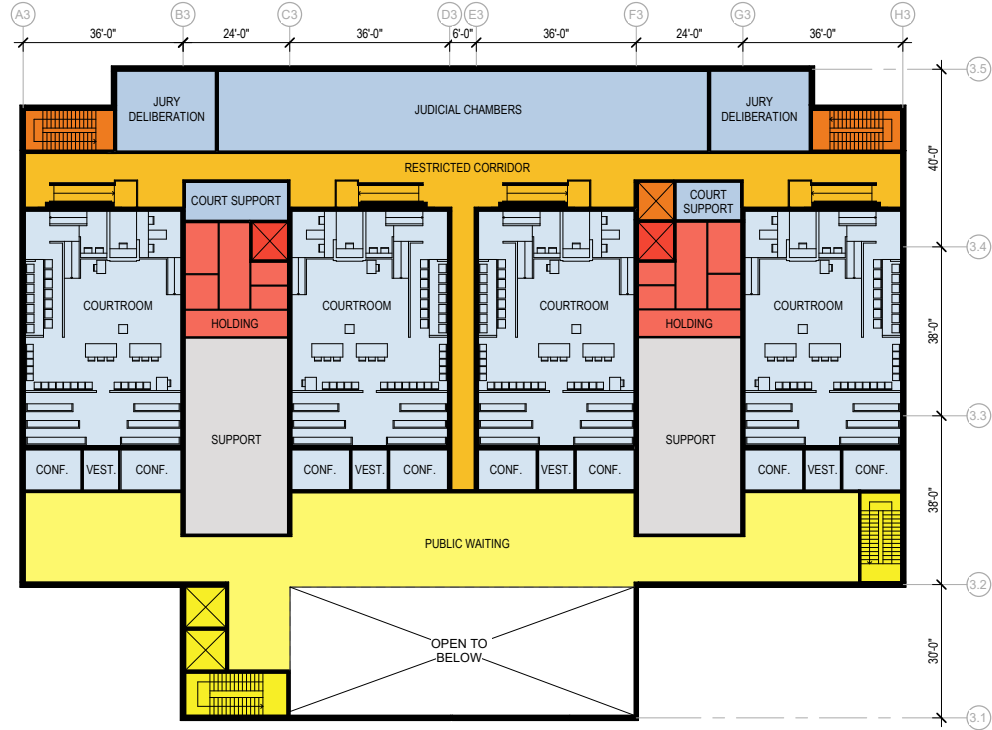 A3 B3 C3 D3 E3 F3 G3 H3
36'-0" 24'-0" 36'-0" 6'-0" 36'-0" 24'-0" 36'-0"
3.5
JURY
DELIBERATION
JUDICIAL CHAMBERS
JURY
DELIBERATION
40'-0"
RESTRICTED CORRIDOR
COURT SUPPORT
COURT
SUPPORT
3.4
COURTROOM
COURTROOM
COURTROOM
COURTROOM
HOLDING
HOLDING
38'-0"
3.3
SUPPORT
SUPPORT
CONF. VEST. CONF.
CONF. VEST. CONF.
CONF. VEST. CONF.
CONF. VEST. CONF.
38'-0"
PUBLIC WAITING
3.2
OPEN TO
BELOW
30'-0"
3.1